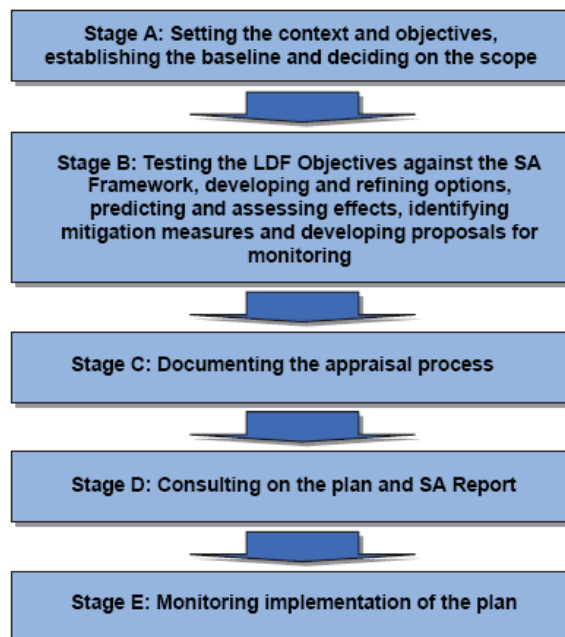 Stage A: Setting the context and objectives,
establishing the baseline and deciding on the scope
Stage B: Testing the LDF Objectives against the SA
Framework, developing and refining options,
predicting and assessing effects, identifying
mitigation measures and developing proposals for
monitoring
Stage C: Documenting the appraisal process
Stage D: Consulting on the plan and SA Report
Stage E: Monitoring implementation of the plan